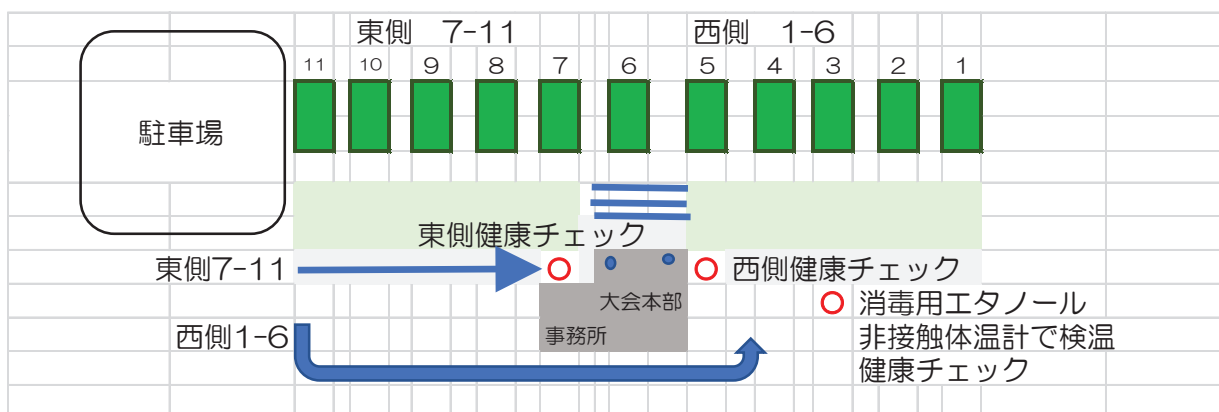 東側 7-11 西側 1-6
11 10 9 8 7 6 5 4 3 2 1
駐車場
東側健康チェック
東側7-11
西側健康チェック
大会本部
消毒用エタノール
事務所
西側1-6
非接触体温計で検温
健康チェック